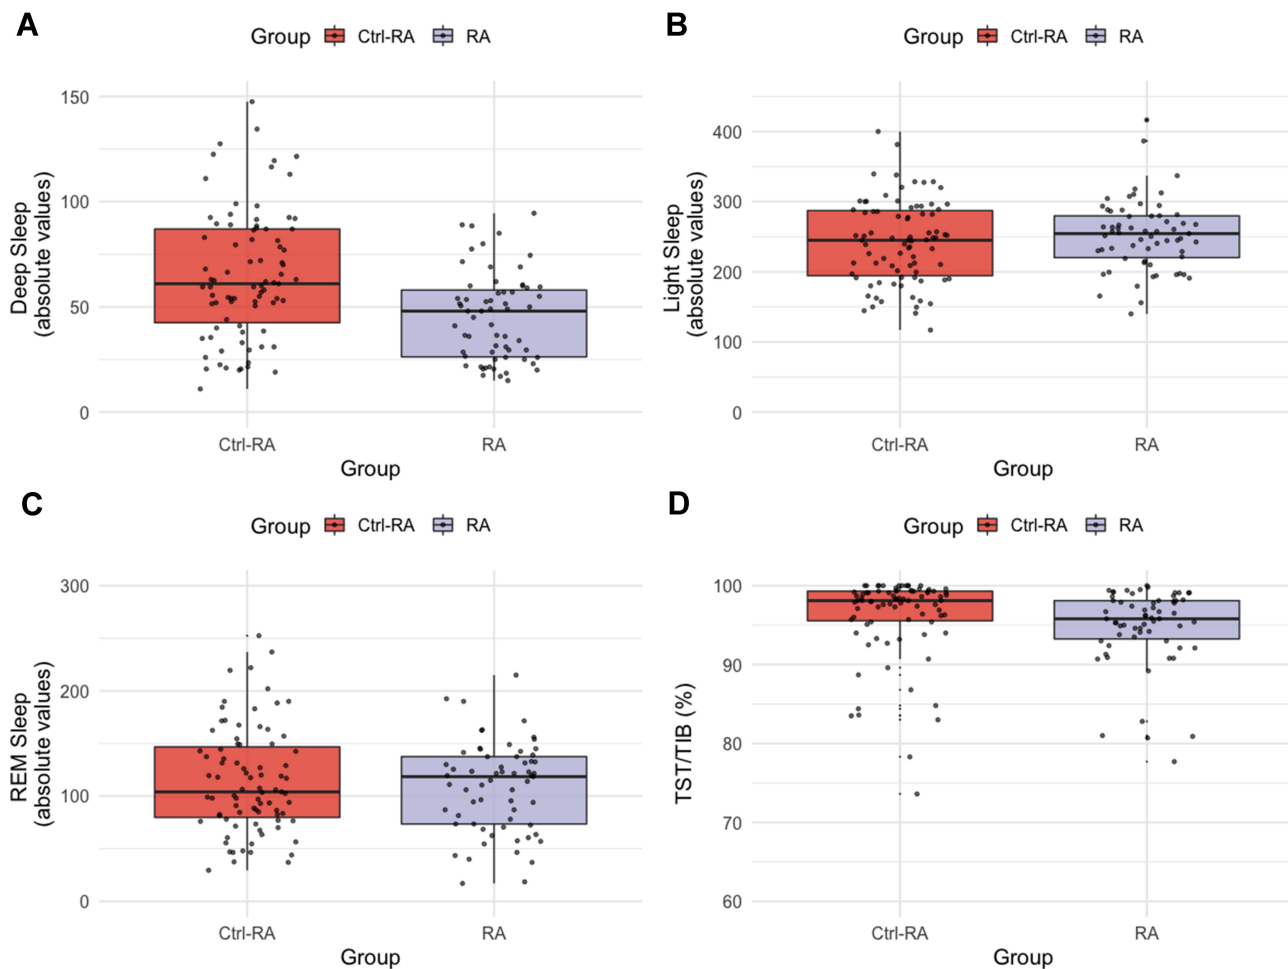 A
Group Ctrl-RA RA
150
100
50
0
Deep Sleep
(absolute values)
Ctrl-RA RA
Group
B
Group Ctrl-RA RA
400
300
200
100
0
Light Sleep
(absolute values)
Ctrl-RA RA
Group
C
Group Ctrl-RA RA
300
200
100
0
REM Sleep
(absolute values)
Ctrl-RA RA
Group
D
Group Ctrl-RA RA
100
90
80
70
60
TST/TIB (%)
Ctrl-RA RA
Group